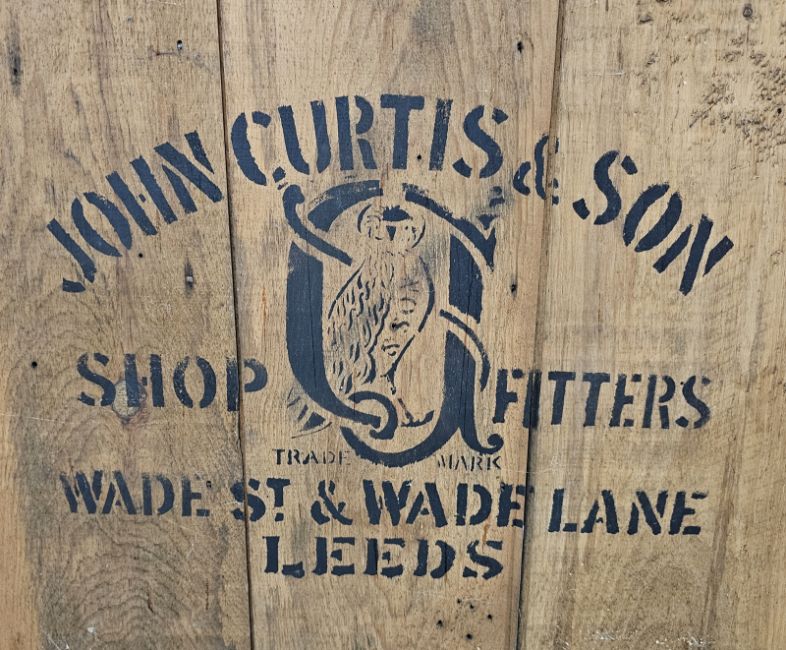 JOHN CURTIS & SON
SHOP FITTERS
TRADE MARK
WADE ST & WADE LANE
LEEDS